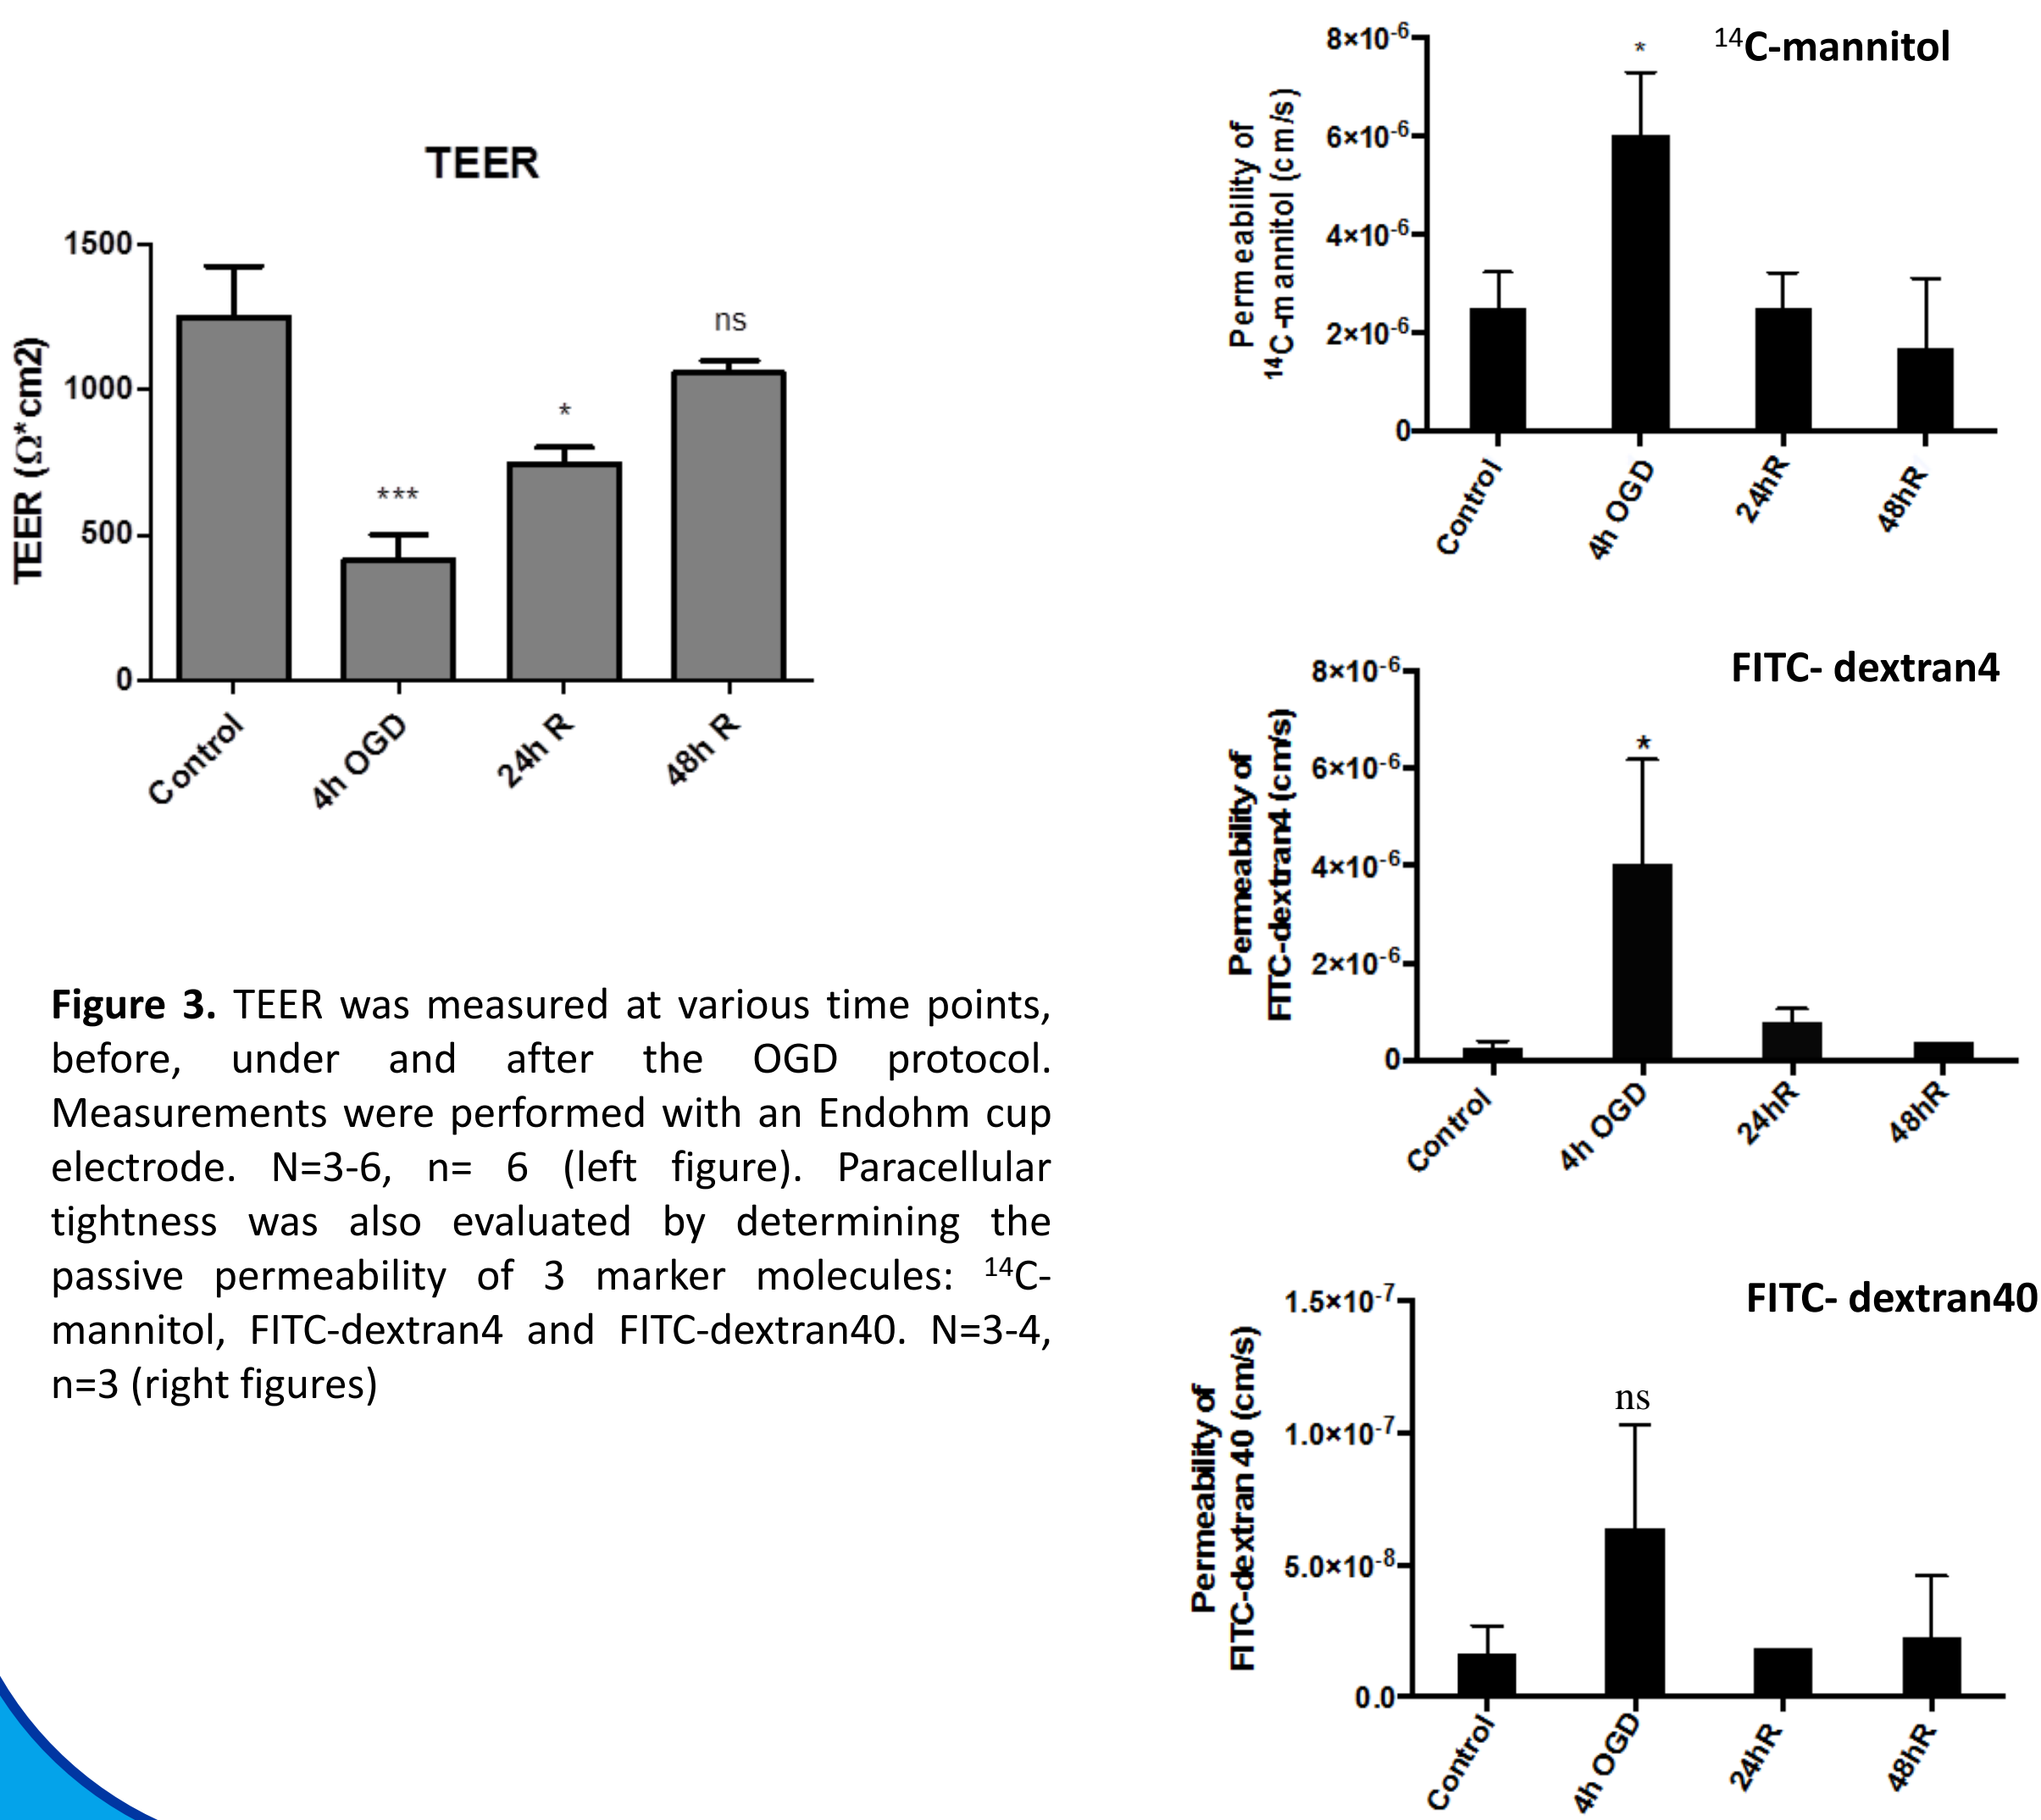 TEER
TEER (Ω*cm2)
1500
1000
500
0
***
*
ns
Control
4h OGD
24h R
48h R
Figure 3. TEER was measured at various time points,
before, under and after the OGD protocol.
Measurements were performed with an Endohm cup
electrode. N=3-6, n= 6 (left figure). Paracellular
tightness was also evaluated by determining the
passive permeability of 3 marker molecules: ¹⁴C-
mannitol, FITC-dextran4 and FITC-dextran40. N=3-4,
n=3 (right figures)
¹⁴C-mannitol
Permeability of
¹⁴C-mannitol (cm/s)
8×10⁻⁶
6×10⁻⁶
4×10⁻⁶
2×10⁻⁶
0
*
Control
4h OGD
24hR
48hR
FITC- dextran4
Permeability of
FITC-dextran4 (cm/s)
8×10⁻⁶
6×10⁻⁶
4×10⁻⁶
2×10⁻⁶
0
*
Control
4h OGD
24hR
48hR
FITC- dextran40
Permeability of
FITC-dextran 40 (cm/s)
1.5×10⁻⁷
1.0×10⁻⁷
5.0×10⁻⁸
0.0
ns
Control
4h OGD
24hR
48hR